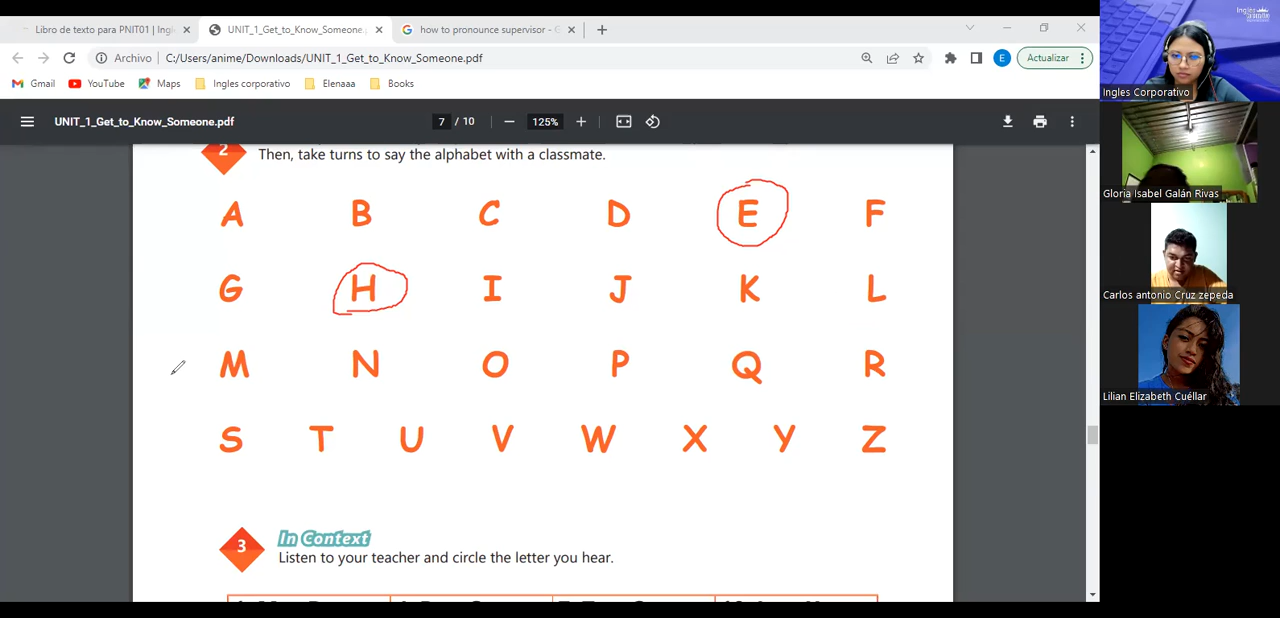 Libro de texto para PNIT01 | Ingl
UNIT_1_Get_to_Know_Someone.p
how to pronounce supervisor - G
Archivo | C:/Users/anime/Downloads/UNIT_1_Get_to_Know_Someone.pdf
E
Actualizar
Gmail YouTube Maps Ingles corporativo Elenaaa Books
UNIT_1_Get_to_Know_Someone.pdf
7 / 10
125%
2 Then, take turns to say the alphabet with a classmate.
A B C D E F
G H I J K L
M N O P Q R
S T U V W X Y Z
3 In Context
Listen to your teacher and circle the letter you hear.
Ingles
Ingles Corporativo
Gloria Isabel Galán Rivas
Carlos antonio Cruz zepeda
Lilian Elizabeth Cuéllar